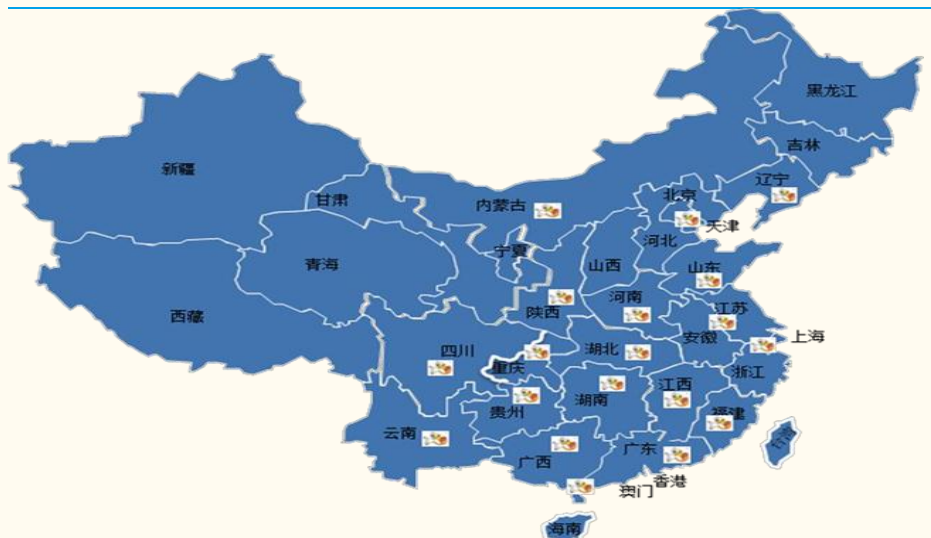 黑龙江
吉林
辽宁
新疆
甘肃
内蒙古
北京
天津
宁夏
河北
青海
山西
山东
西藏
陕西
河南
江苏
安徽
上海
四川
重庆
湖北
浙江
江西
贵州
湖南
福建
云南
广西
广东
台湾
香港
澳门
海南